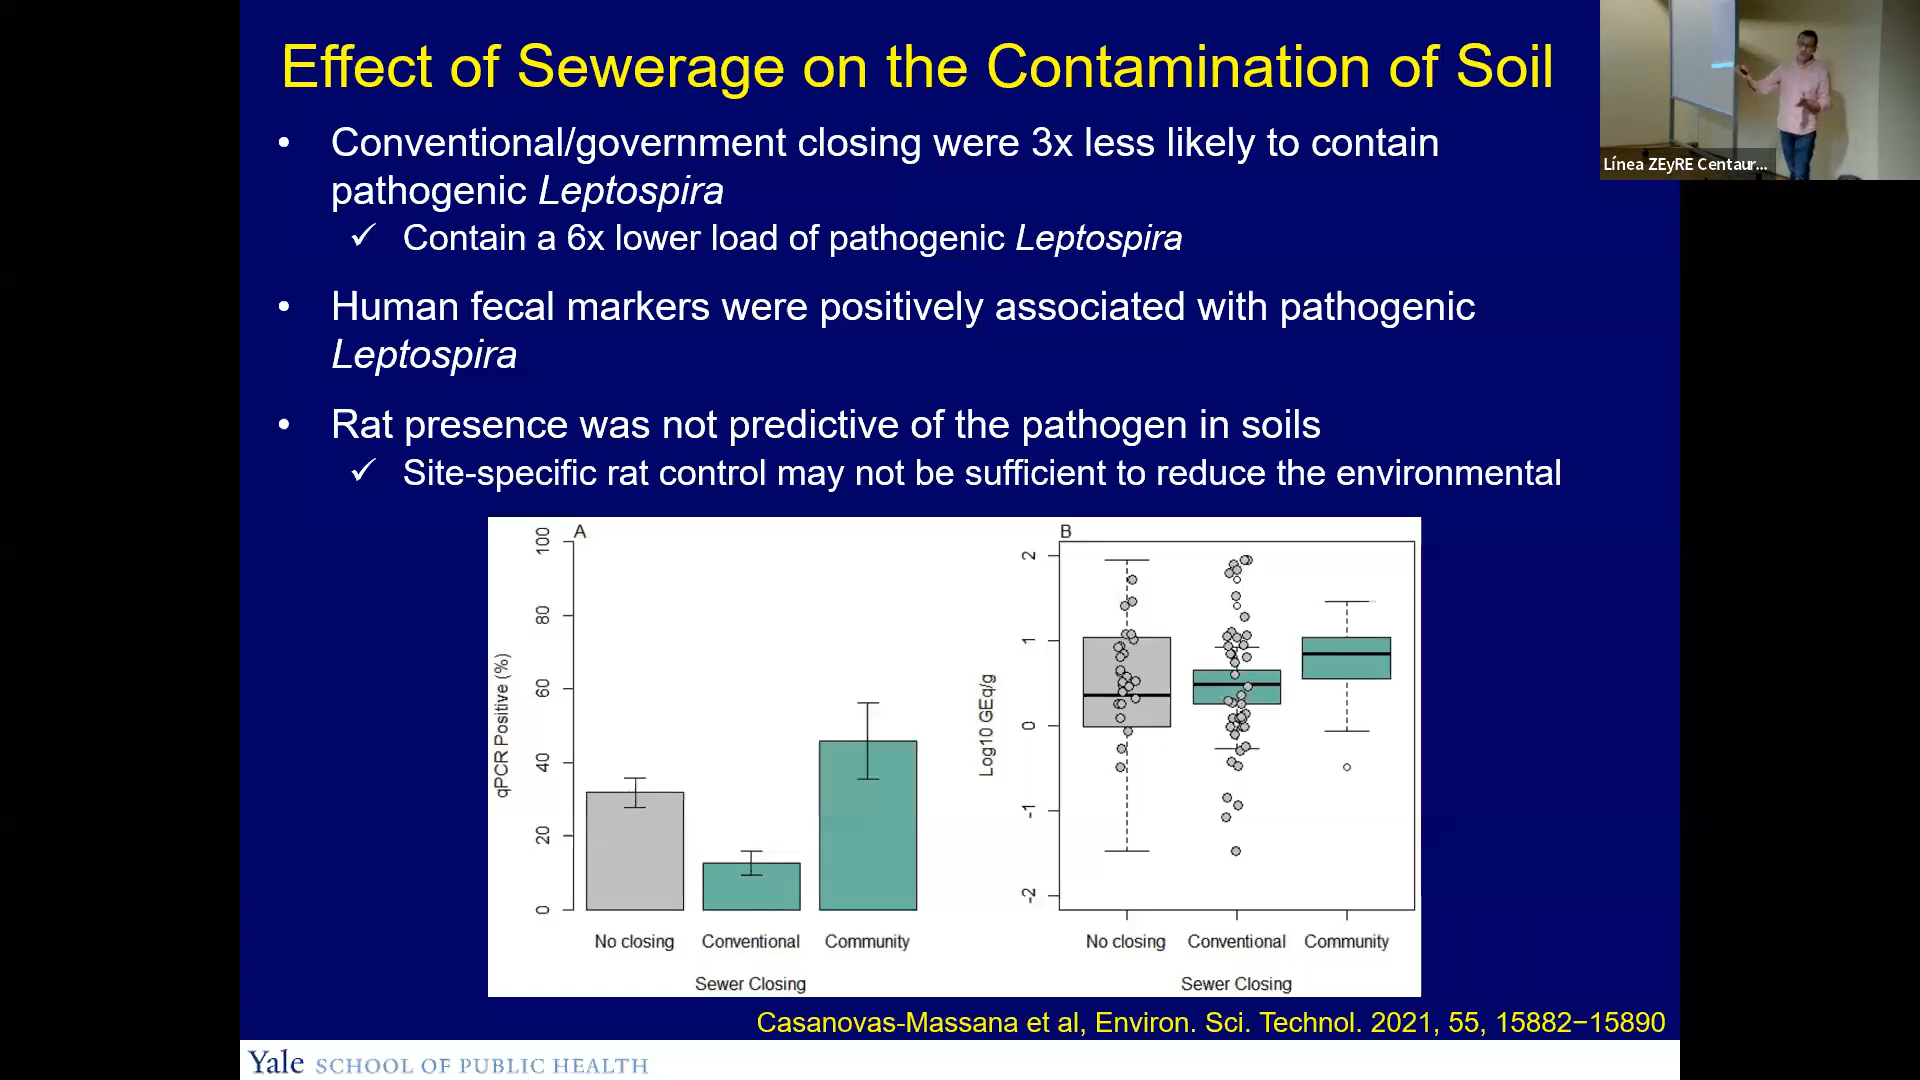 Effect of Sewerage on the Contamination of Soil
Línea ZEyRE Centaur...
• Conventional/government closing were 3x less likely to contain
pathogenic Leptospira
✓ Contain a 6x lower load of pathogenic Leptospira
• Human fecal markers were positively associated with pathogenic
Leptospira
• Rat presence was not predictive of the pathogen in soils
✓ Site-specific rat control may not be sufficient to reduce the environmental
A
qPCR Positive (%)
100
80
60
40
20
0
No closing Conventional Community
Sewer Closing
B
Log10 GEq/g
2
1
0
-1
-2
No closing Conventional Community
Sewer Closing
Casanovas-Massana et al, Environ. Sci. Technol. 2021, 55, 15882−15890
Yale SCHOOL OF PUBLIC HEALTH